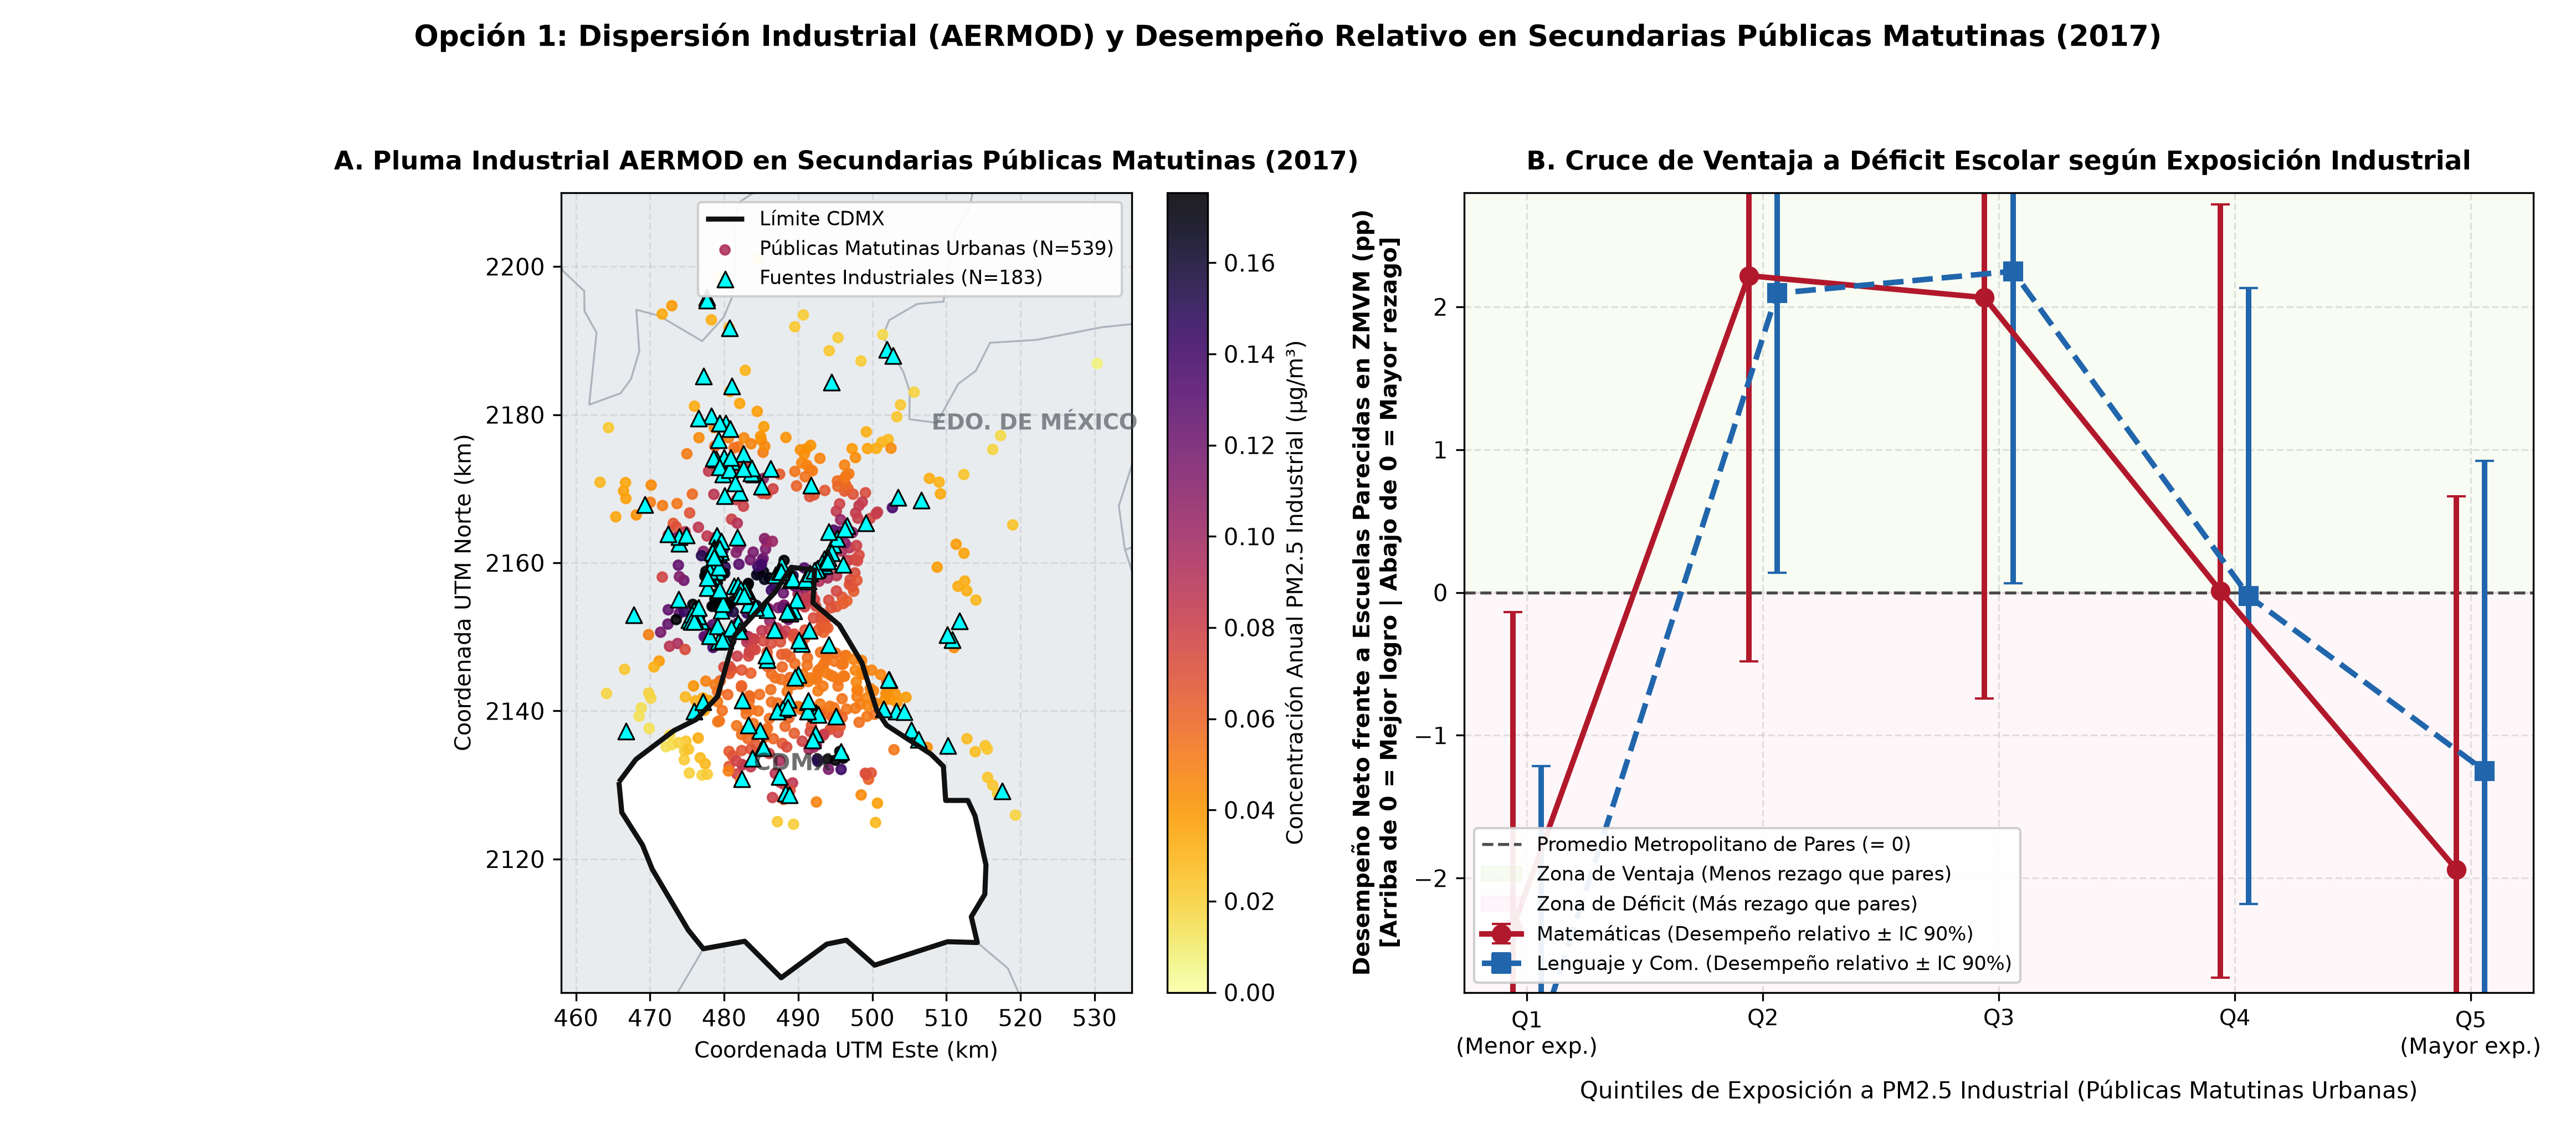 Opción 1: Dispersión Industrial (AERMOD) y Desempeño Relativo en Secundarias Públicas Matutinas (2017)
A. Pluma Industrial AERMOD en Secundarias Públicas Matutinas (2017)
Límite CDMX
Públicas Matutinas Urbanas (N=539)
Fuentes Industriales (N=183)
EDO. DE MÉXICO
CDMX
Coordenada UTM Norte (km)
2200
2180
2160
2140
2120
460 470 480 490 500 510 520 530
Coordenada UTM Este (km)
0.16
0.14
0.12
0.10
0.08
0.06
0.04
0.02
0.00
Concentración Anual PM2.5 Industrial (µg/m³)
B. Cruce de Ventaja a Déficit Escolar según Exposición Industrial
Desempeño Neto frente a Escuelas Parecidas en ZMVM (pp)
[Arriba de 0 = Mejor logro | Abajo de 0 = Mayor rezago]
2
1
0
−1
−2
Promedio Metropolitano de Pares (= 0)
Zona de Ventaja (Menos rezago que pares)
Zona de Déficit (Más rezago que pares)
Matemáticas (Desempeño relativo ± IC 90%)
Lenguaje y Com. (Desempeño relativo ± IC 90%)
Q1 Q2 Q3 Q4 Q5
(Menor exp.) (Mayor exp.)
Quintiles de Exposición a PM2.5 Industrial (Públicas Matutinas Urbanas)